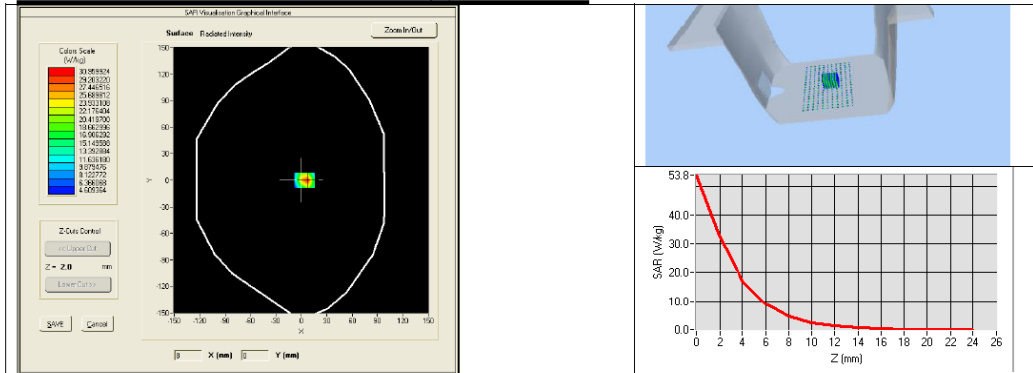 SAR Visualisation Graphical Interface
Surface Radiated Intensity
Zoom In/Out
Colors Scale
(W/kg)
30.959924
29.203220
27.446516
25.689812
23.933108
22.176404
20.419700
18.662996
16.906292
15.149588
13.392884
11.636180
9.879476
8.122772
6.366068
4.609364
Z-Cuts Control
<< Upper Cut
Z = 2.0 mm
Lower Cut >>
SAVE Cancel
150
120
90
60
30
0
-30
-60
-90
-120
-150
Y
-150 -120 -90 -60 -30 0 30 60 90 120 150
X
X (mm) 0 Y (mm)
53.8
40.0
30.0
20.0
10.0
0.0
SAR (W/kg)
0 2 4 6 8 10 12 14 16 18 20 22 24 26
Z (mm)